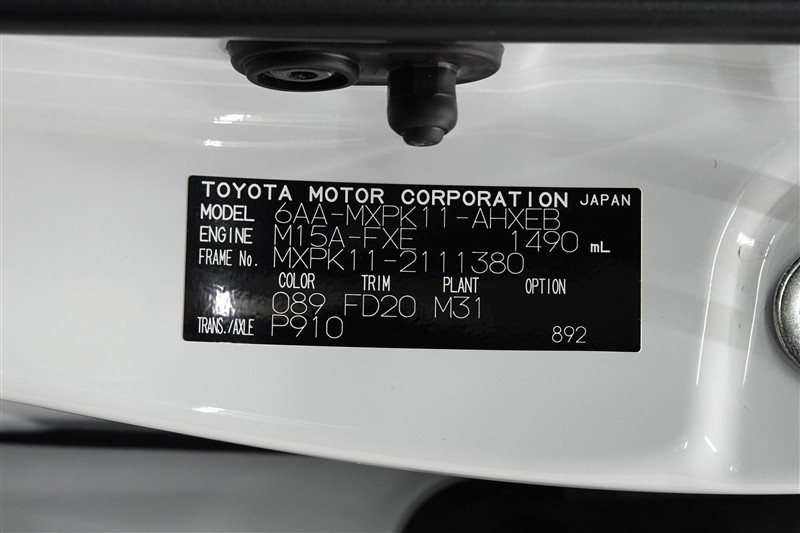 TOYOTA MOTOR CORPORATION JAPAN
MODEL 6AA-MXPK11-AHXEB
ENGINE M15A-FXE 1490 mL
FRAME No. MXPK11-2111380
COLOR TRIM PLANT OPTION
089 FD20 M31
TRANS./AXLE P910 892